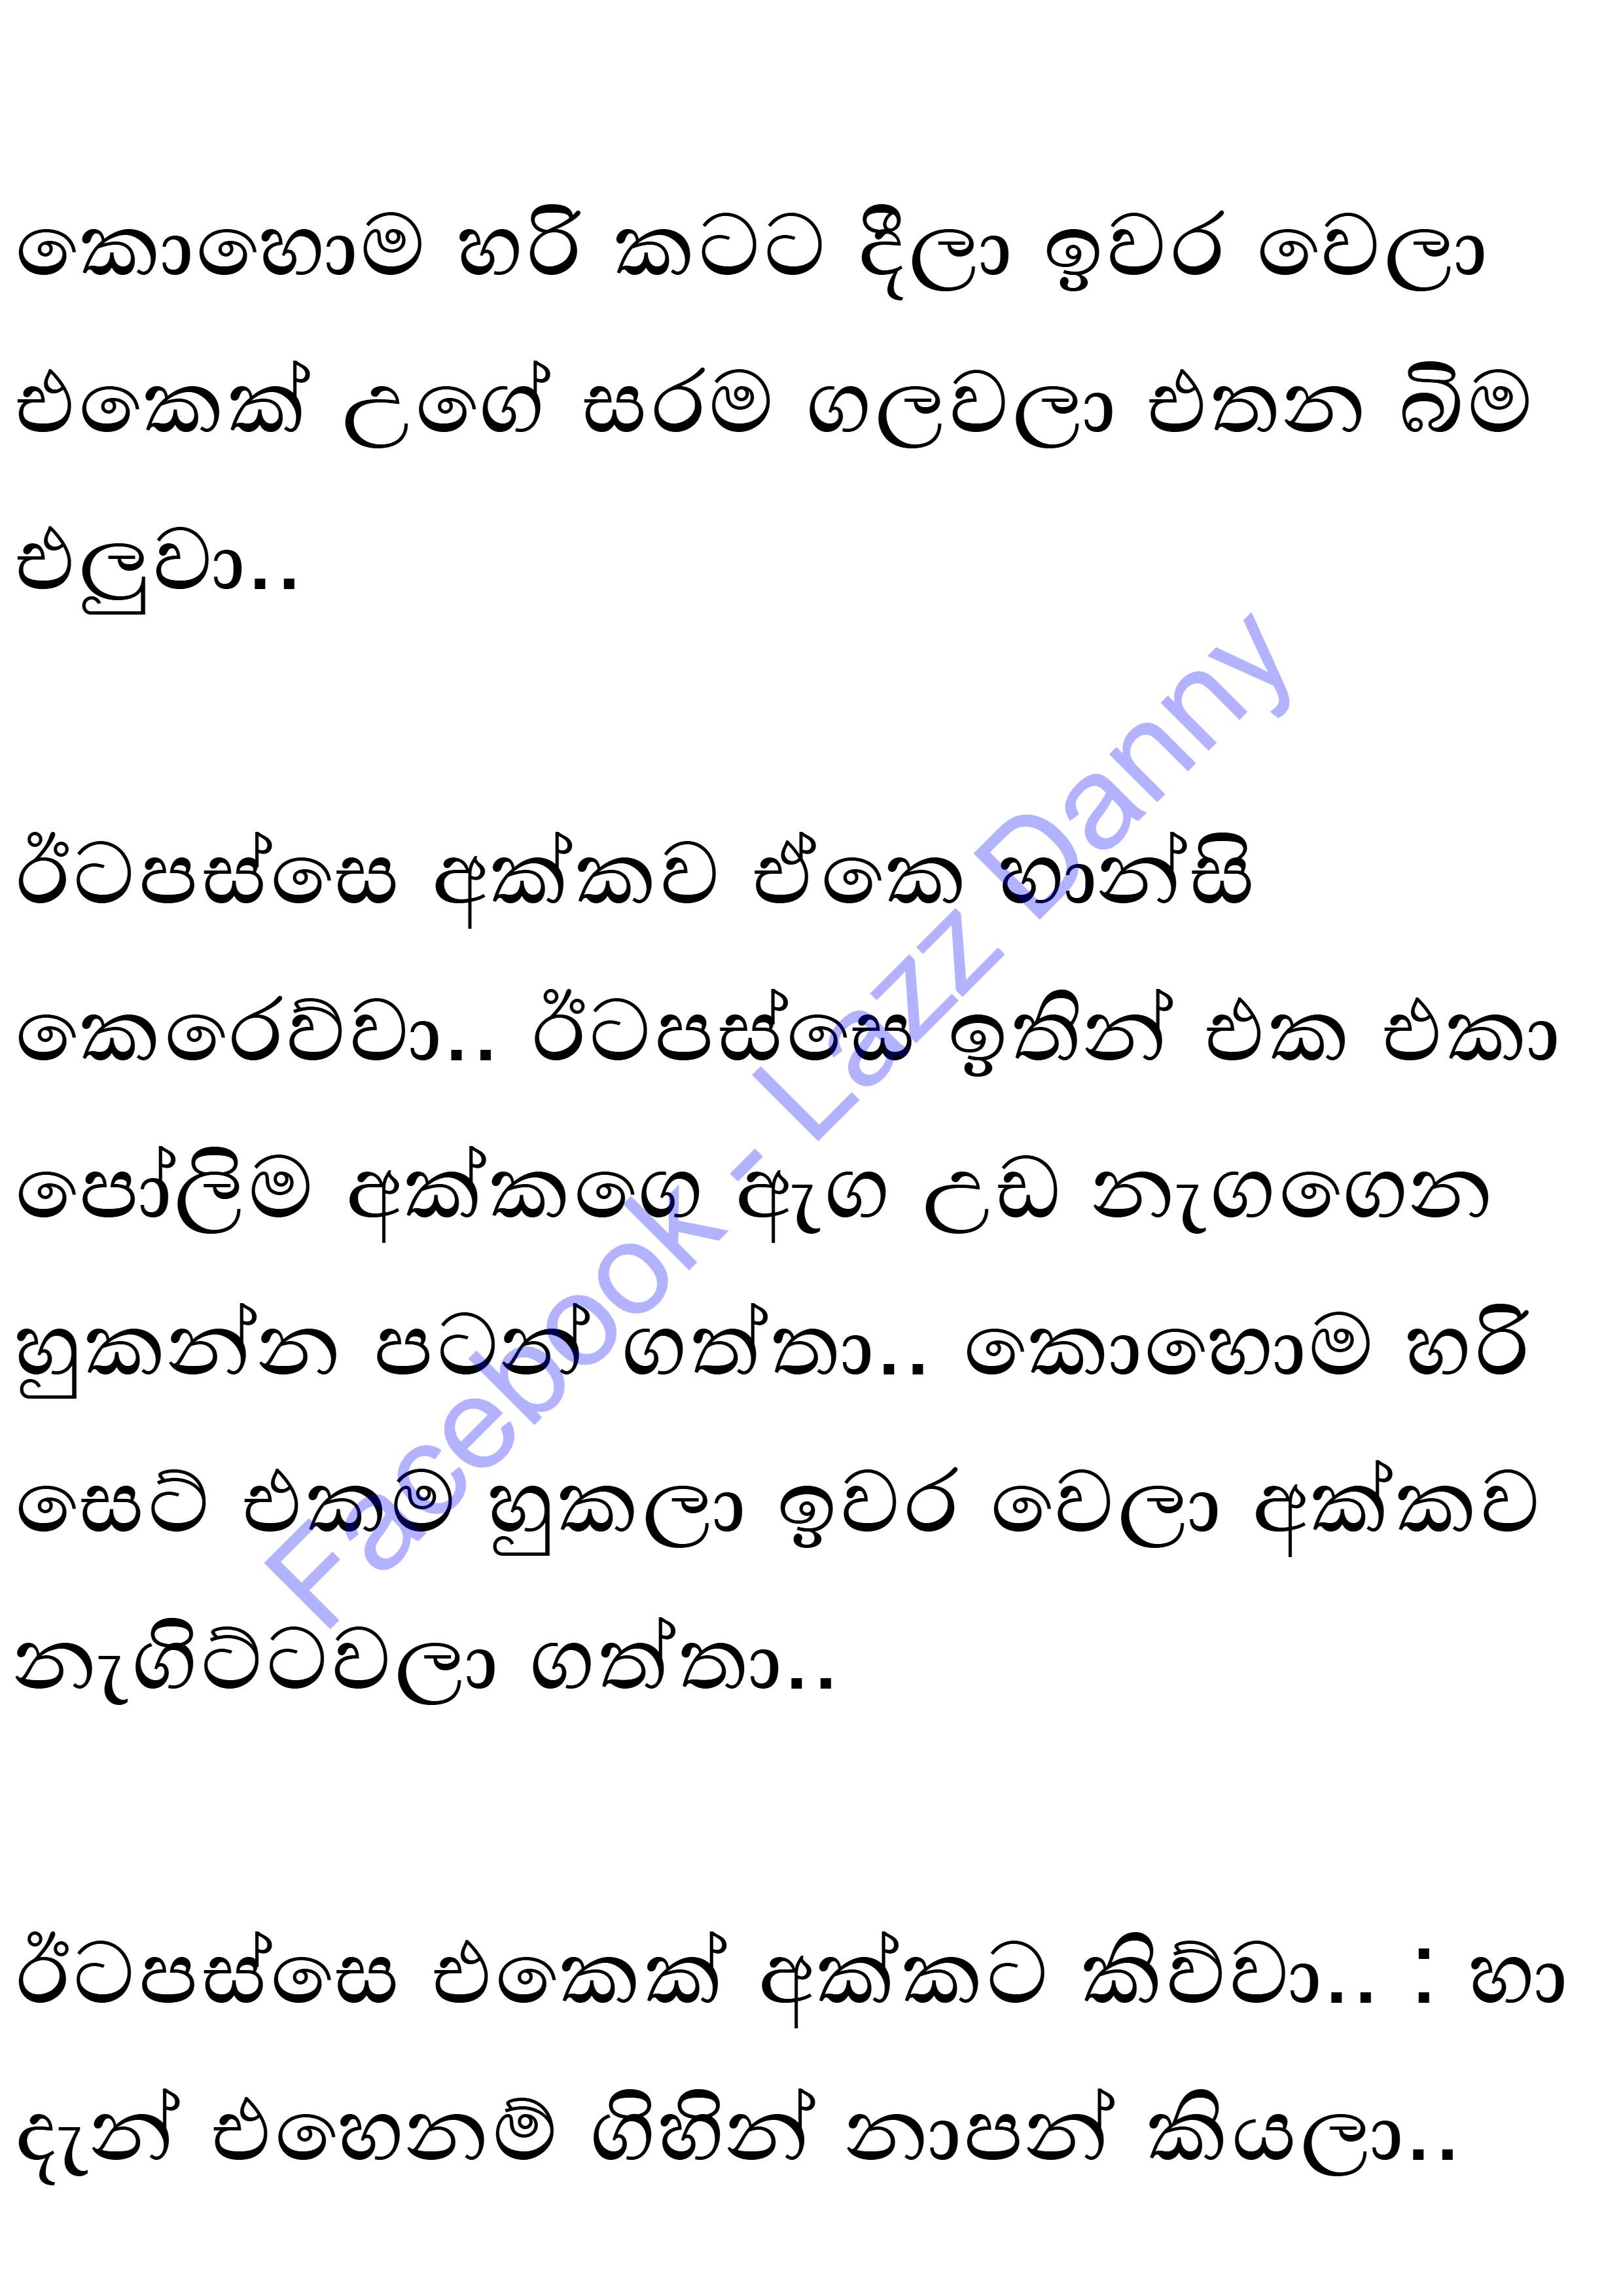 කොහොම හරි කටට දීලා ඉවර වෙලා
එකෙක් උගේ සරම ගලවලා එතන බිම
එලුවා..
ඊටපස්සෙ අක්කව ඒකෙ හාන්සි
කෙරෙව්වා.. ඊටපස්සෙ ඉතින් එක එකා
පෝලිම අක්කගෙ ඇග උඩ නැගගෙන
හුකන්න පටන් ගත්තා.. කොහොම හරි
සෙට් එකම හුකලා ඉවර වෙලා අක්කව
නැගිට්ටවලා ගත්තා..
ඊටපස්සෙ එකෙක් අක්කට කිව්වා.. : හා
දැන් එහෙනම් ගිහින් නාපන් කියලා..
Facebook - Lazz Danny